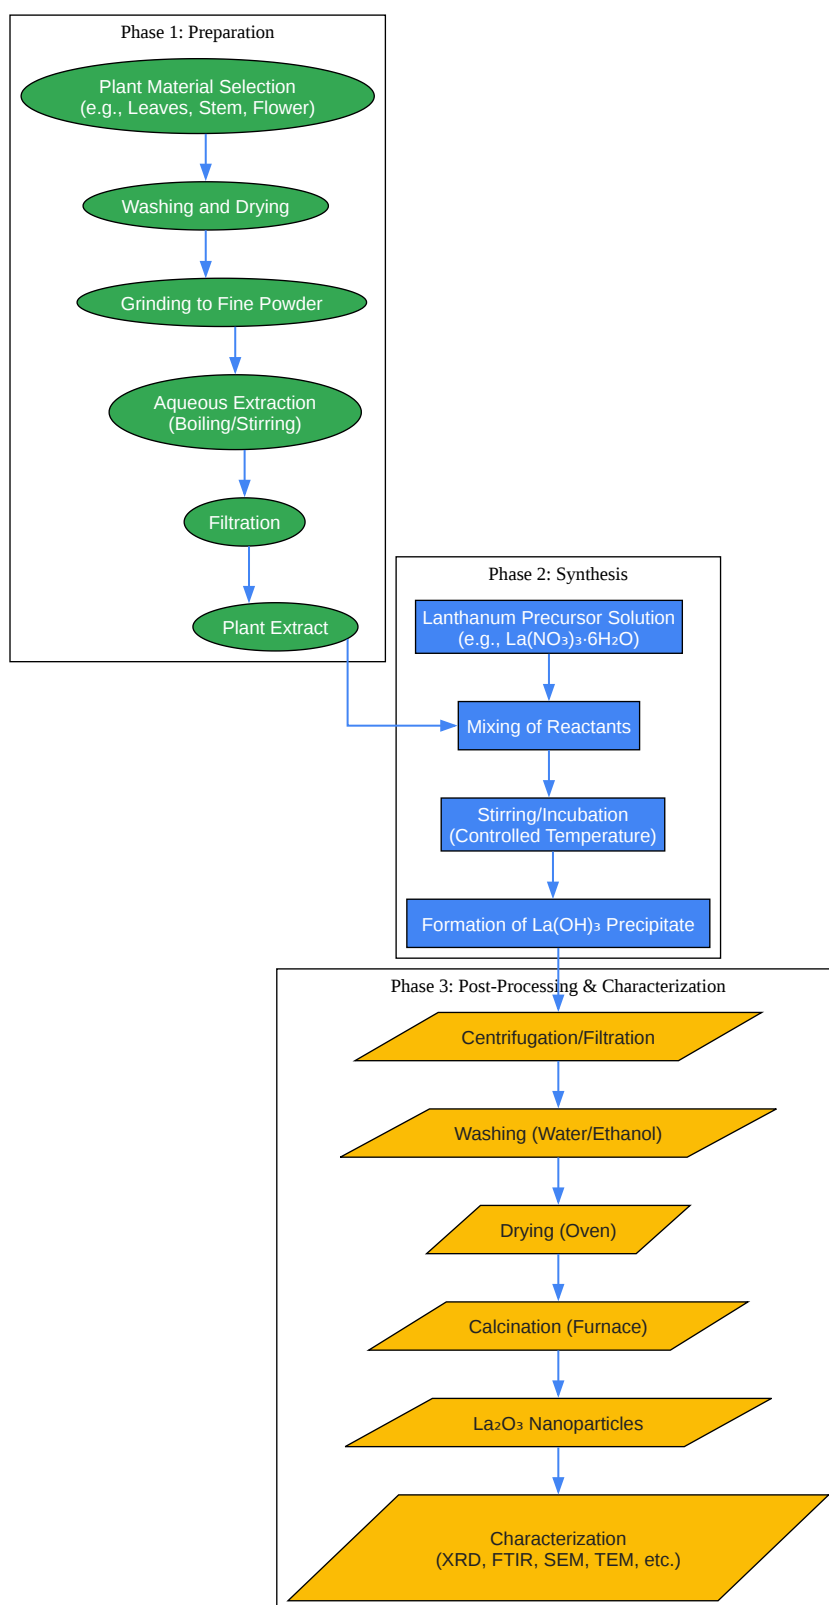 Phase 1: Preparation
Plant Material Selection
(e.g., Leaves, Stem, Flower)
Washing and Drying
Grinding to Fine Powder
Aqueous Extraction
(Boiling/Stirring)
Filtration
Plant Extract
Phase 2: Synthesis
Lanthanum Precursor Solution
(e.g., La(NO₃)₃·6H₂O)
Mixing of Reactants
Stirring/Incubation
(Controlled Temperature)
Formation of La(OH)₃ Precipitate
Phase 3: Post-Processing & Characterization
Centrifugation/Filtration
Washing (Water/Ethanol)
Drying (Oven)
Calcination (Furnace)
La₂O₃ Nanoparticles
Characterization
(XRD, FTIR, SEM, TEM, etc.)